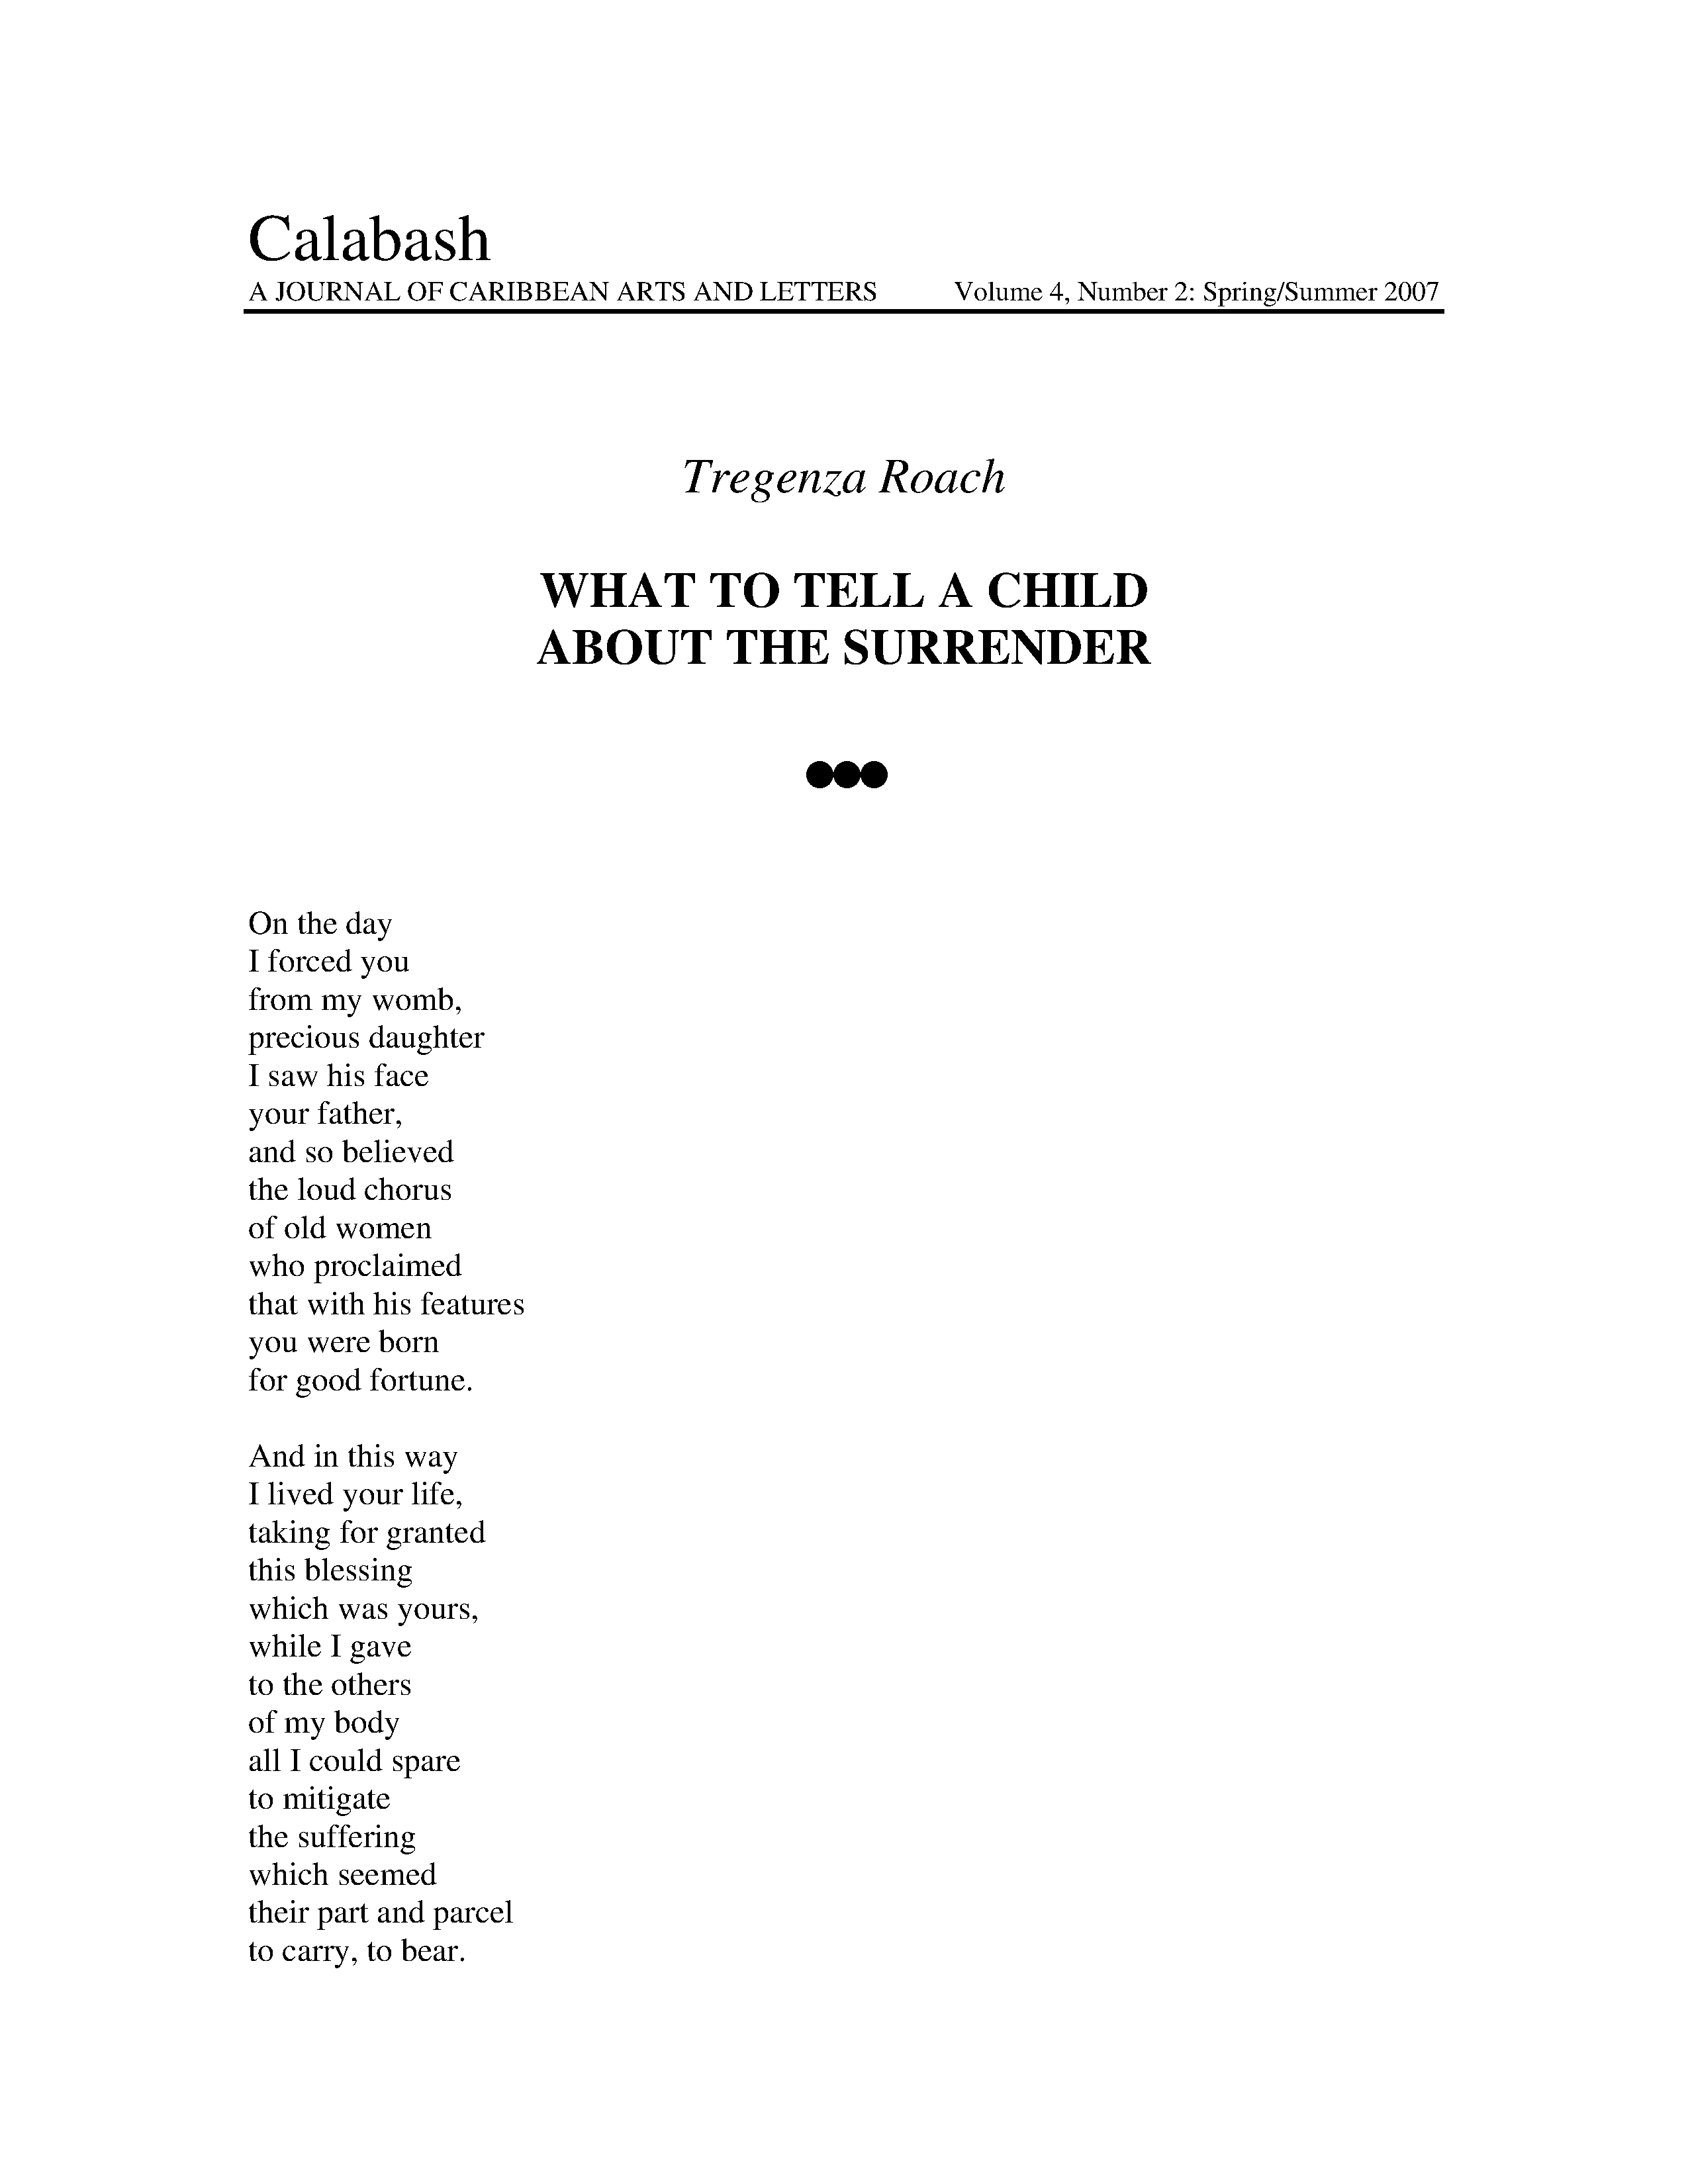 Calabash
A JOURNAL OF CARIBBEAN ARTS AND LETTERS Volume 4, Number 2: Spring/Summer 2007
Tregenza Roach
WHAT TO TELL A CHILD
ABOUT THE SURRENDER
On the day
I forced you
from my womb,
precious daughter
I saw his face
your father,
and so believed
the loud chorus
of old women
who proclaimed
that with his features
you were born
for good fortune.
And in this way
I lived your life,
taking for granted
this blessing
which was yours,
while I gave
to the others
of my body
all I could spare
to mitigate
the suffering
which seemed
their part and parcel
to carry, to bear.